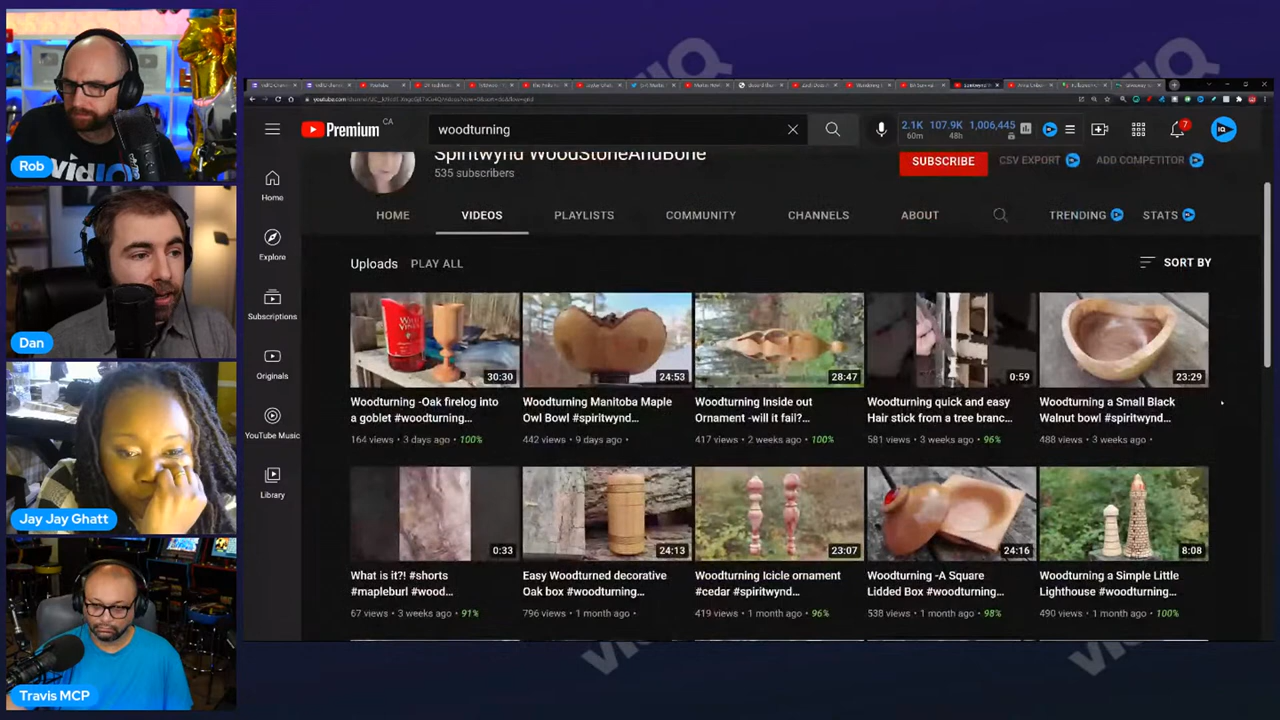 Rob
Dan
Jay Jay Ghatt
Travis MCP
vidIQ
Premium
CA
woodturning
2.1K 107.9K 1,006,445
60m 48h
7
Spiritwynd WoodStoneAndBone
535 subscribers
SUBSCRIBE
CSV EXPORT
ADD COMPETITOR
HOME
VIDEOS
PLAYLISTS
COMMUNITY
CHANNELS
ABOUT
TRENDING
STATS
Home
Explore
Subscriptions
Originals
YouTube Music
Library
Uploads PLAY ALL
SORT BY
30:30
24:53
28:47
0:59
23:29
Woodturning -Oak firelog into
a goblet #woodturning...
164 views • 3 days ago • 100%
Woodturning Manitoba Maple
Owl Bowl #spiritwynd...
442 views • 9 days ago •
Woodturning Inside out
Ornament -will it fail?...
417 views • 2 weeks ago • 100%
Woodturning quick and easy
Hair stick from a tree branc...
581 views • 3 weeks ago • 96%
Woodturning a Small Black
Walnut bowl #spiritwynd...
488 views • 3 weeks ago •
0:33
24:13
23:07
24:16
8:08
What is it?! #shorts
#mapleburl #wood...
67 views • 3 weeks ago • 91%
Easy Woodturned decorative
Oak box #woodturning...
796 views • 1 month ago •
Woodturning Icicle ornament
#cedar #spiritwynd...
419 views • 1 month ago • 96%
Woodturning -A Square
Lidded Box #woodturning...
538 views • 1 month ago • 98%
Woodturning a Simple Little
Lighthouse #woodturning...
490 views • 1 month ago • 100%